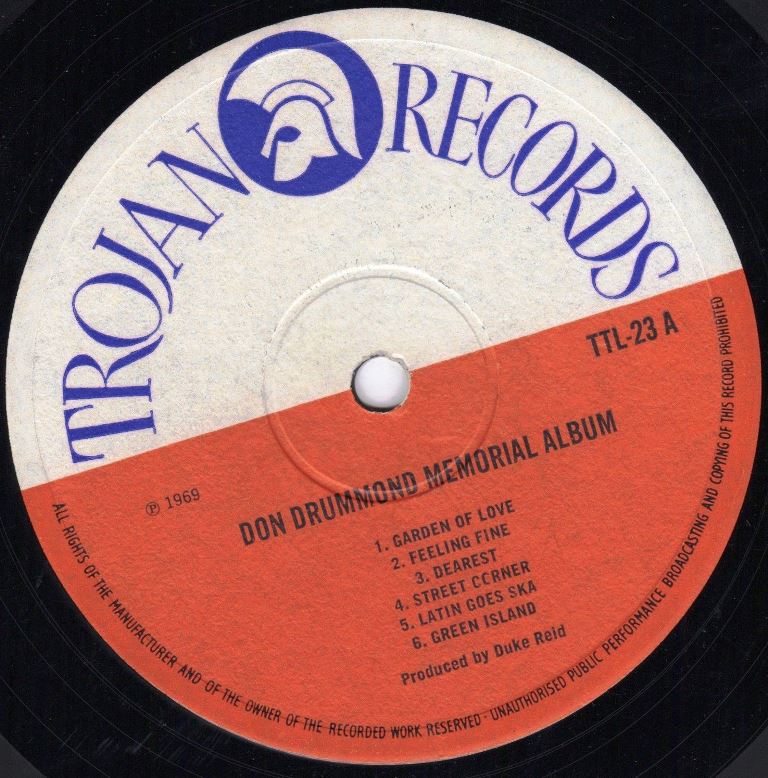 TROJAN RECORDS
TTL-23 A
℗ 1969
DON DRUMMOND MEMORIAL ALBUM
1. GARDEN OF LOVE
2. FEELING FINE
3. DEAREST
4. STREET CORNER
5. LATIN GOES SKA
6. GREEN ISLAND
Produced by Duke Reid
ALL RIGHTS OF THE MANUFACTURER AND OF THE OWNER OF THE RECORDED WORK RESERVED · UNAUTHORISED PUBLIC PERFORMANCE BROADCASTING AND COPYING OF THIS RECORD PROHIBITED